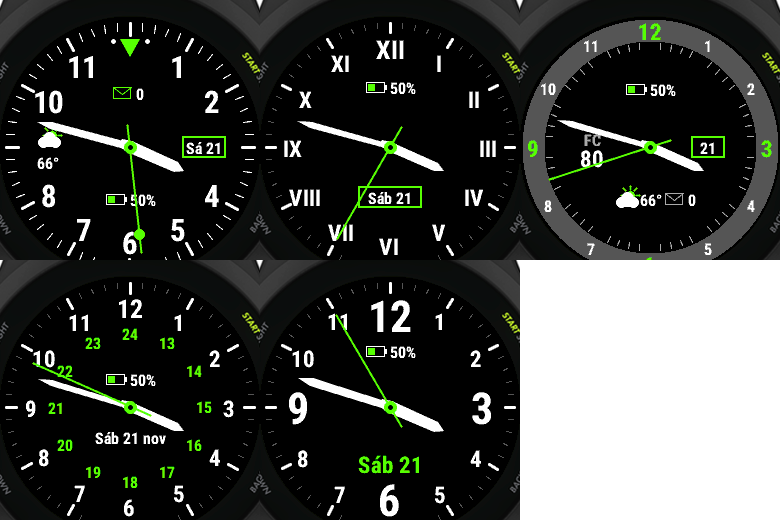 11 1
10 0 2
START
Sá 21
66°
8 50% 4
7 6 5
XII
XI I
50%
X II
IX III
Sáb 21
VIII IV
VII VI V
START
12
11 1
50%
10 2
FC
9 80 21 3
66° 0
8 4
7 5
12
11 24 1
23 13
START
10 22 14 2
50%
9 21 15 3
Sáb 21 nov
8 20 16 4
19 18 17
7 6 5
12
11 1
50%
START
10 2
9 3
Sáb 21
8 4
7 6 5